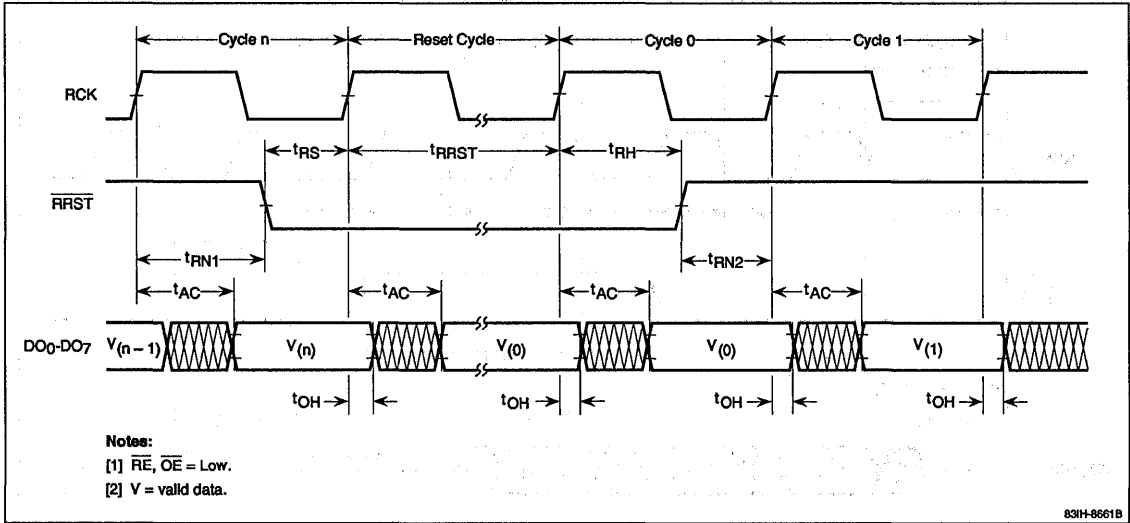 Cycle n Reset Cycle Cycle 0 Cycle 1
RCK
tRS tRRST tRH
RRST
tRN1 tRN2
tAC tAC tAC tAC
DO0-DO7 V(n – 1) V(n) V(0) V(0) V(1)
tOH tOH tOH tOH
Notes:
[1] RE, OE = Low.
[2] V = valid data.
83IH-8661B